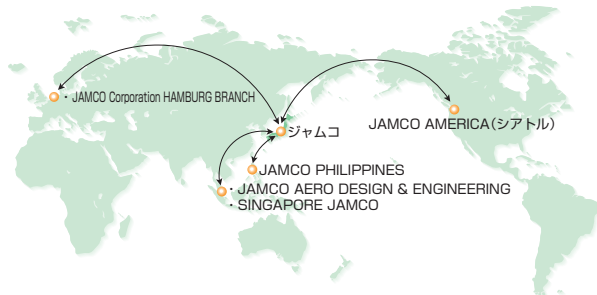 ・JAMCO Corporation HAMBURG BRANCH
ジャムコ
JAMCO AMERICA(シアトル)
JAMCO PHILIPPINES
・JAMCO AERO DESIGN & ENGINEERING
・SINGAPORE JAMCO